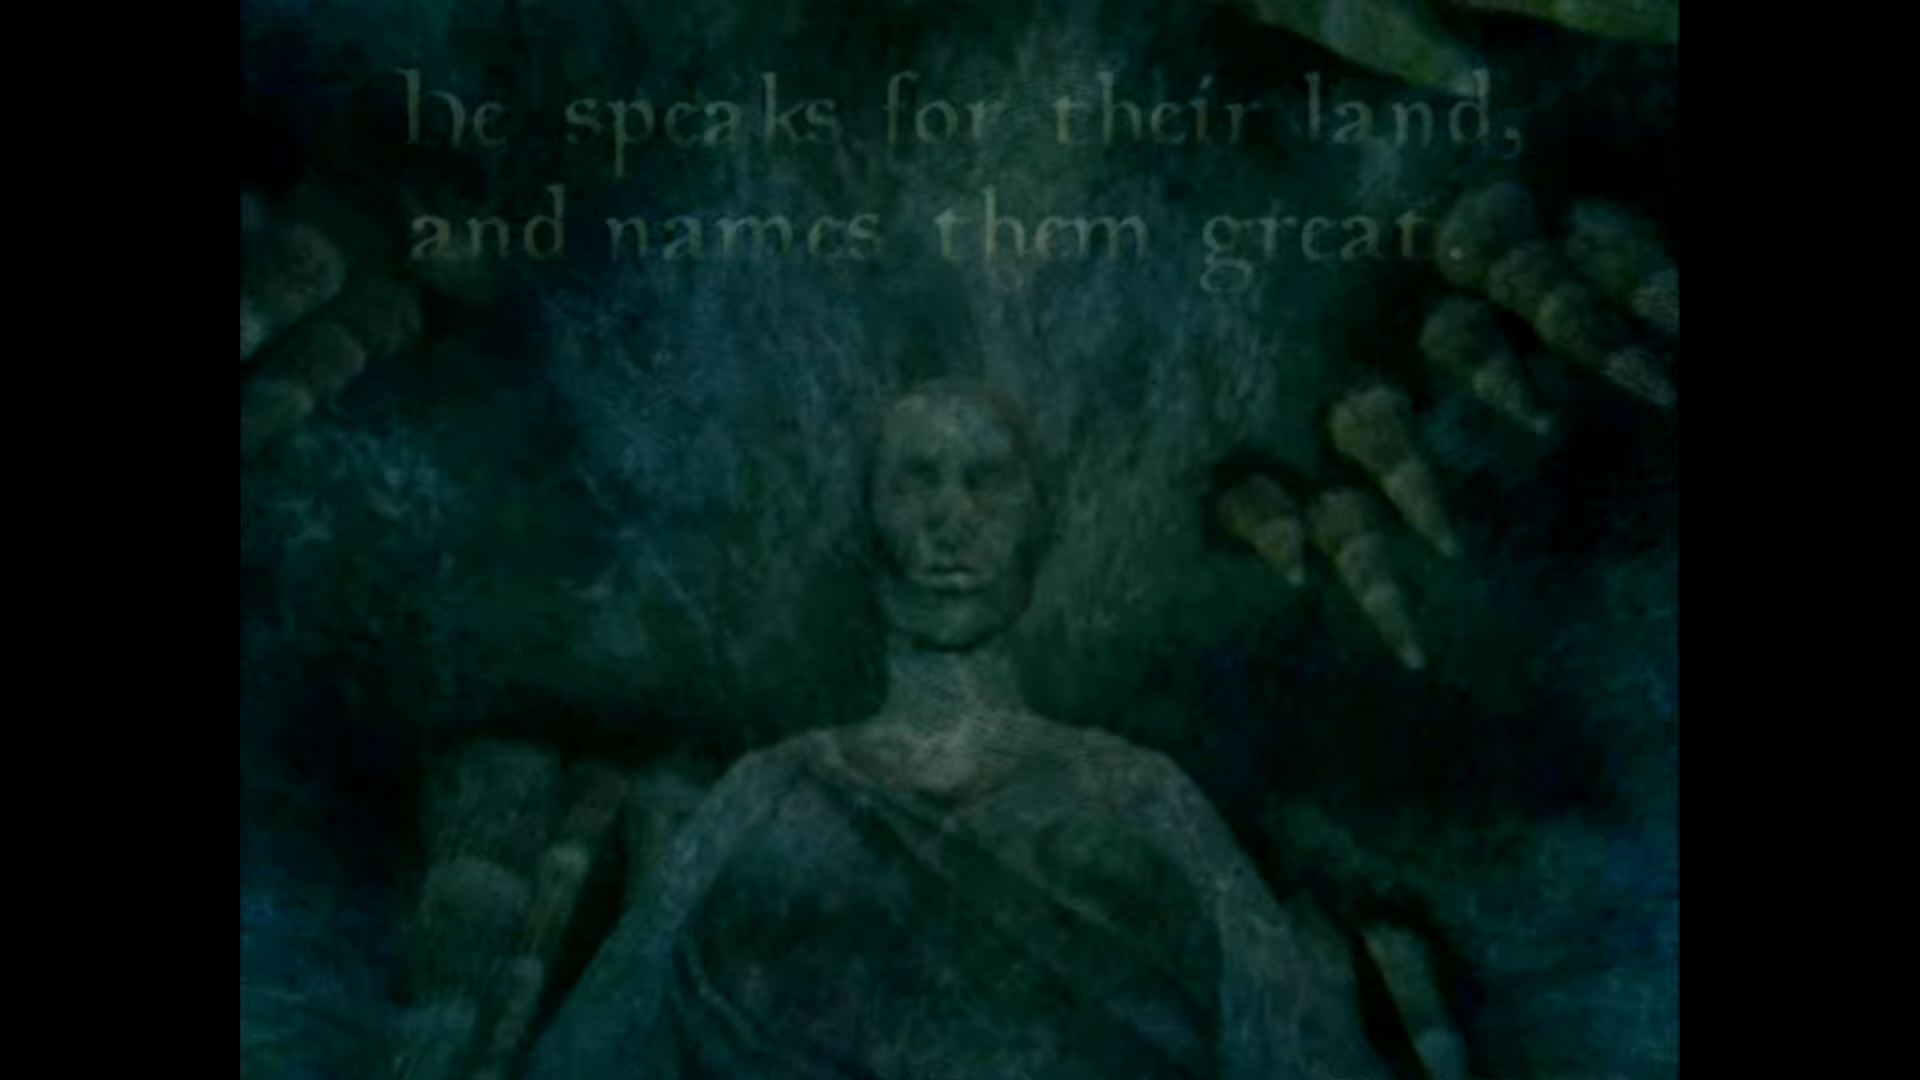 he speaks for their land,
and names them great.